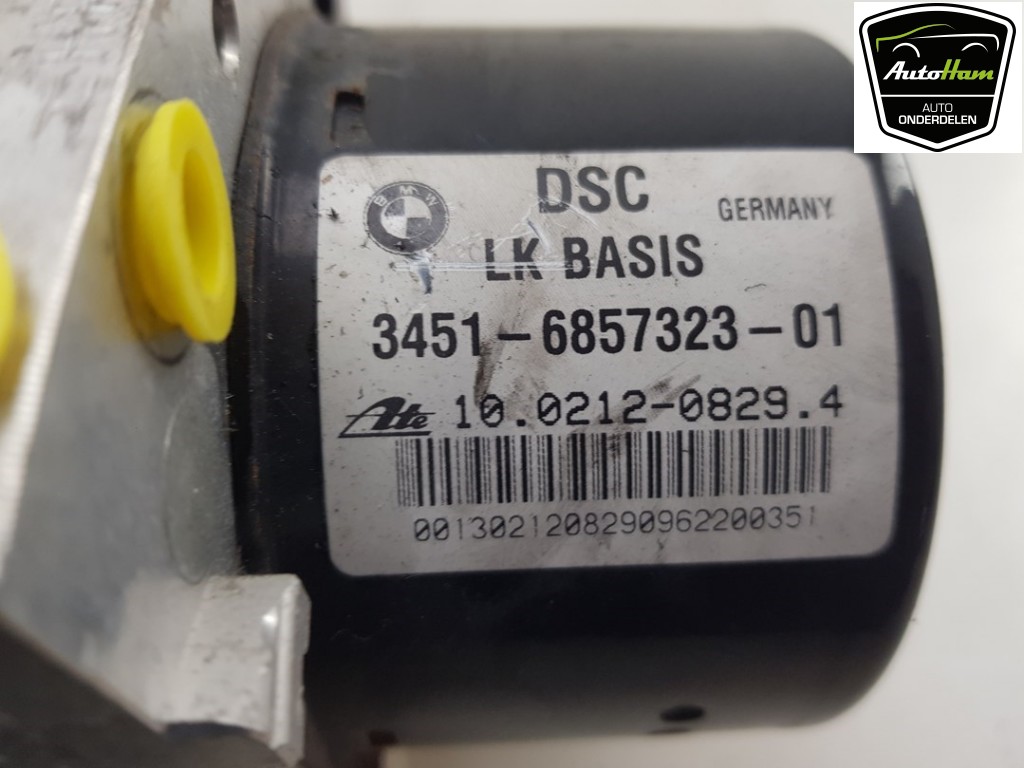 AutoHam
AUTO
ONDERDELEN
BMW
DSC
GERMANY
LK BASIS
3451-6857323-01
Ate 10.0212-0829.4
0013021208290962200351